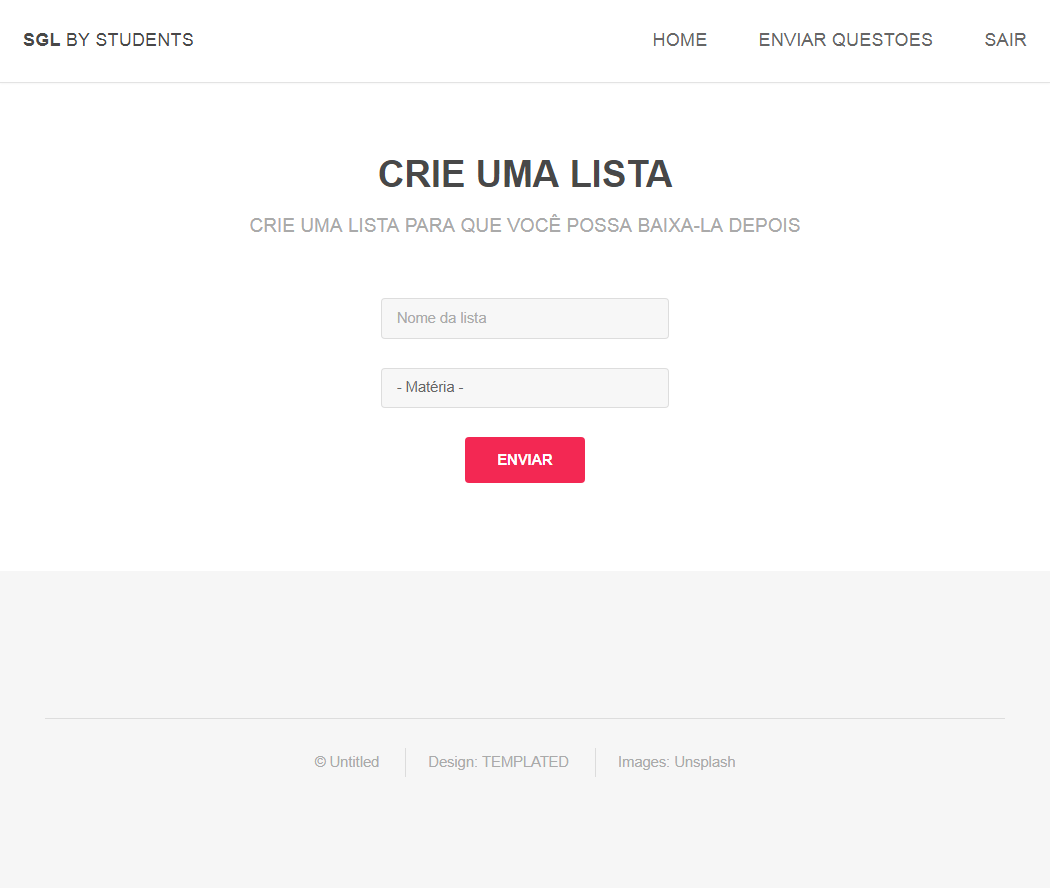 SGL BY STUDENTS HOME ENVIAR QUESTOES SAIR
CRIE UMA LISTA
CRIE UMA LISTA PARA QUE VOCÊ POSSA BAIXA-LA DEPOIS
Nome da lista
- Matéria -
ENVIAR
© Untitled Design: TEMPLATED Images: Unsplash